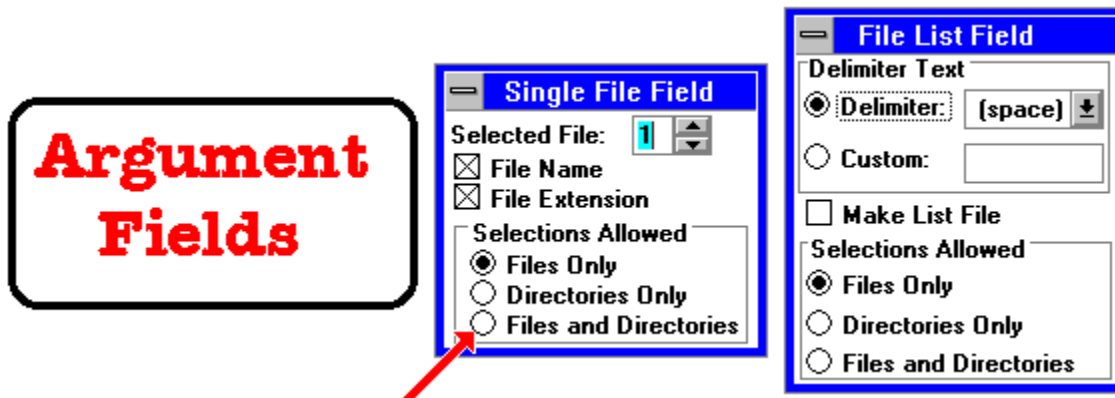 Argument
Fields
Single File Field
Selected File: 1
File Name
File Extension
Selections Allowed
Files Only
Directories Only
Files and Directories
File List Field
Delimiter Text
Delimiter: (space)
Custom:
Make List File
Selections Allowed
Files Only
Directories Only
Files and Directories